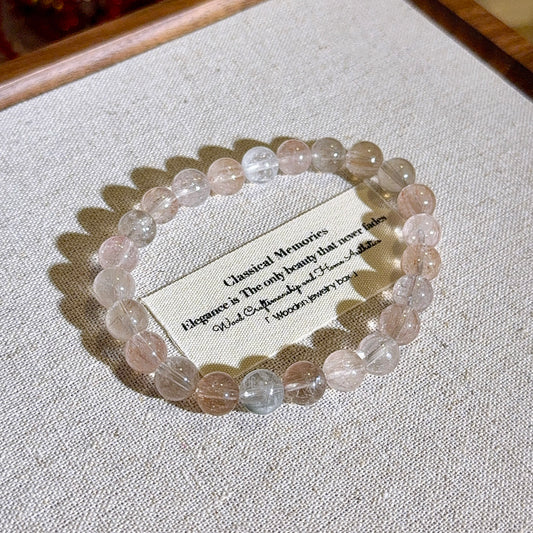 Classical Memories
Elegance is The only beauty that never fades
Wood Craftsmanship and Home Aesthetics
「 Wooden jewelry box 」